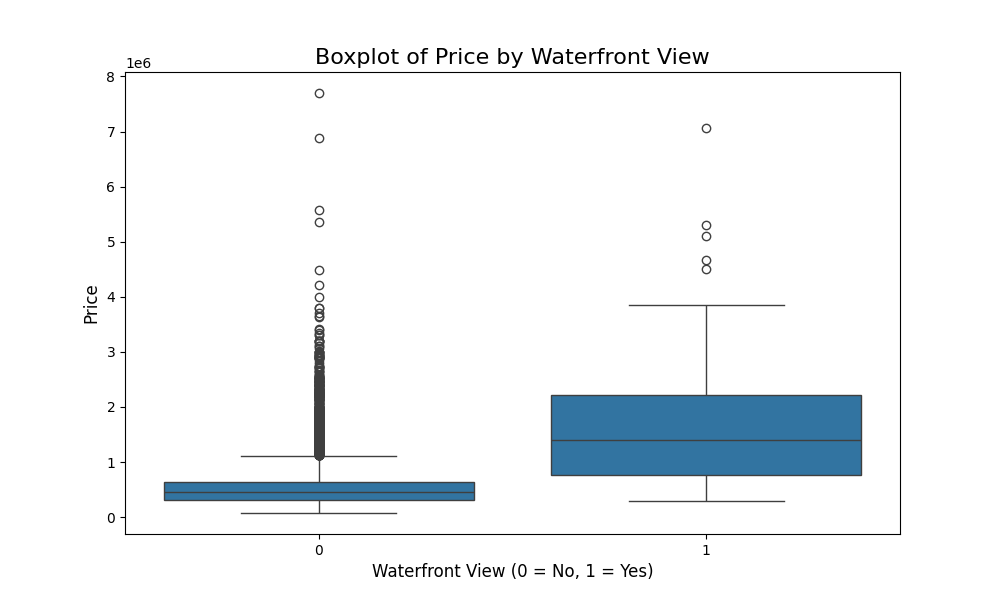 Boxplot of Price by Waterfront View
1e6
8
7
6
5
4
3
2
1
0
Price
0
1
Waterfront View (0 = No, 1 = Yes)